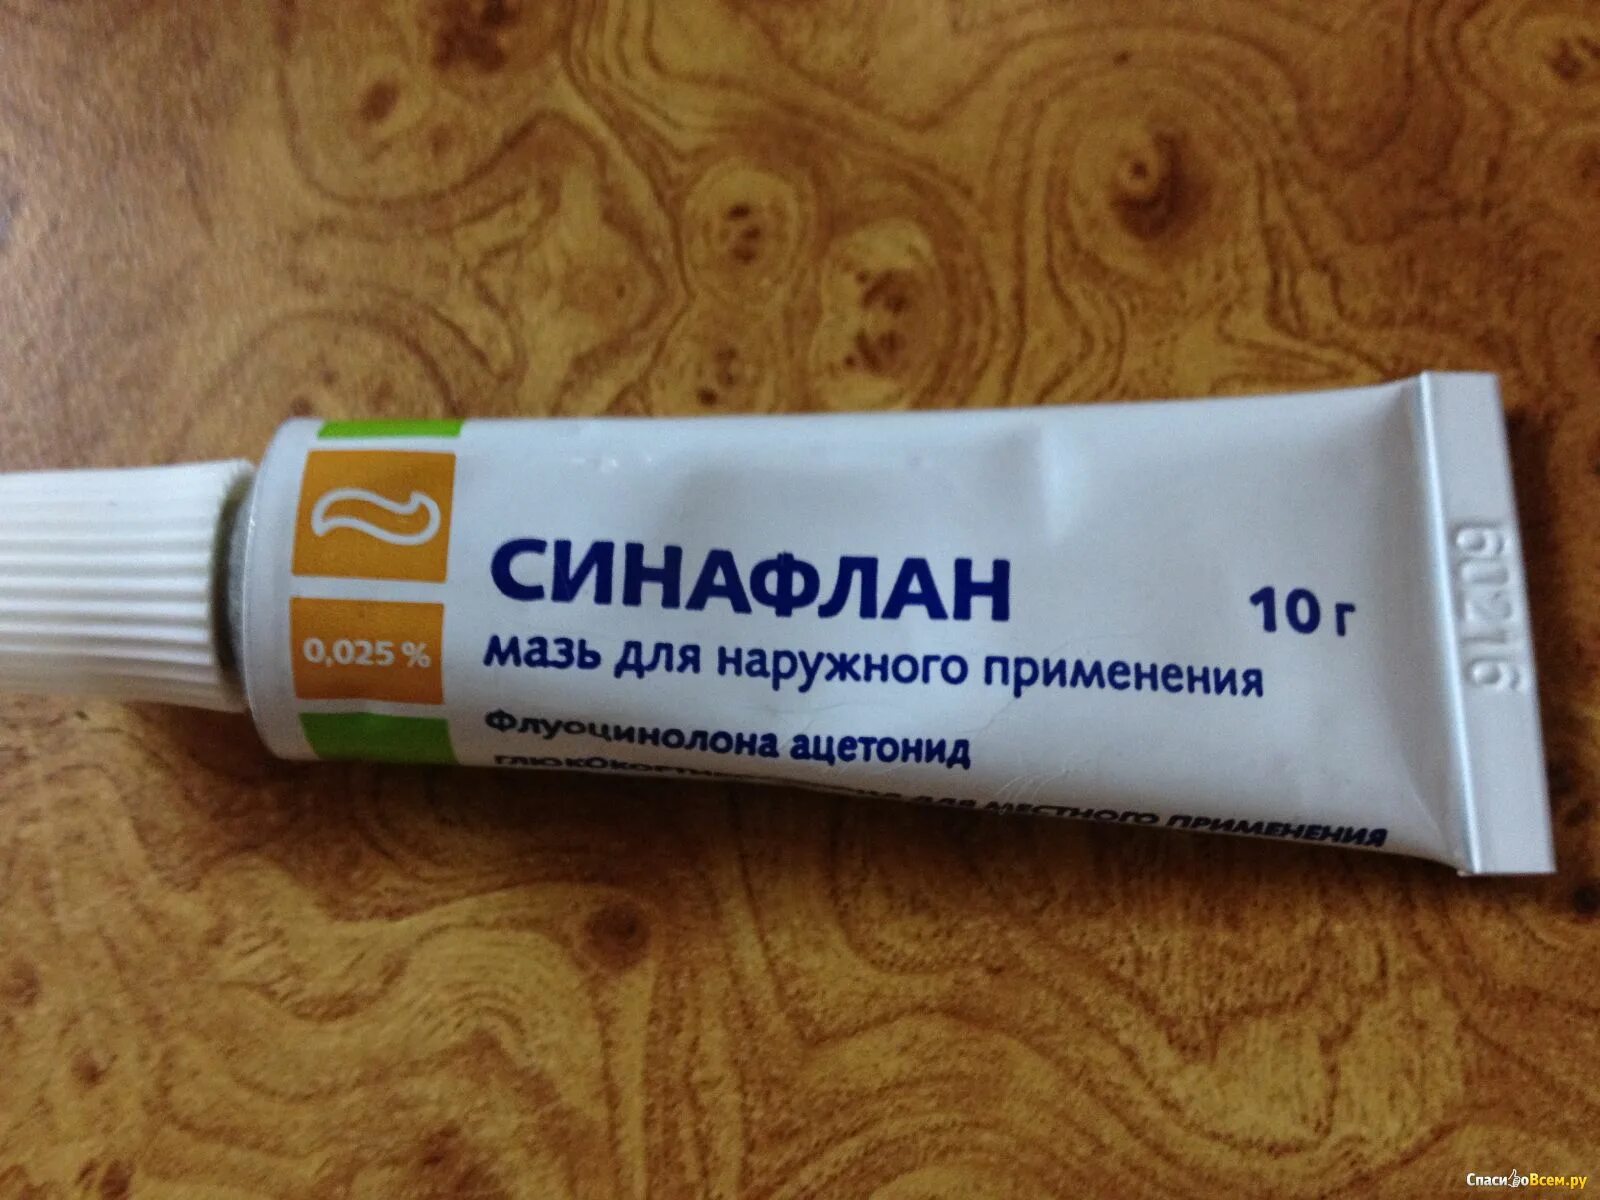 СИНАФЛАН
10 г
мазь для наружного применения
0,025 %
Флуоцинолона ацетонид
для местного применения
60216
СпасибоВсем.ру